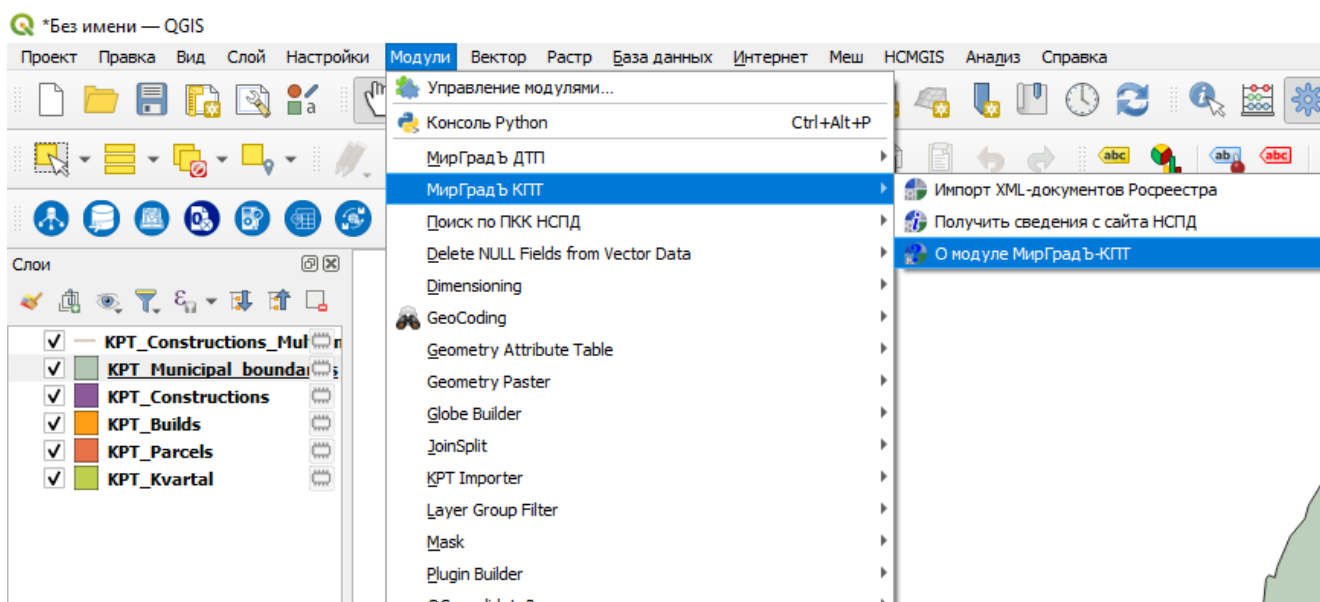 *Без имени — QGIS
Проект Правка Вид Слой Настройки Модули Вектор Растр База данных Интернет Меш HCMGIS Анализ Справка
a
Управление модулями...
Консоль Python Ctrl+Alt+P
abc ab abc
МирГрадЪ ДТП
МирГрадЪ КПТ
Импорт XML-документов Росреестра
Поиск по ПКК НСПД
Получить сведения с сайта НСПД
Слои
Delete NULL Fields from Vector Data
О модуле МирГрадЪ-КПТ
Dimensioning
GeoCoding
KPT_Constructions_Mul
Geometry Attribute Table
KPT_Municipal_bounda
Geometry Paster
KPT_Constructions
Globe Builder
KPT_Builds
JoinSplit
KPT_Parcels
KPT_Kvartal
KPT Importer
Layer Group Filter
Mask
Plugin Builder